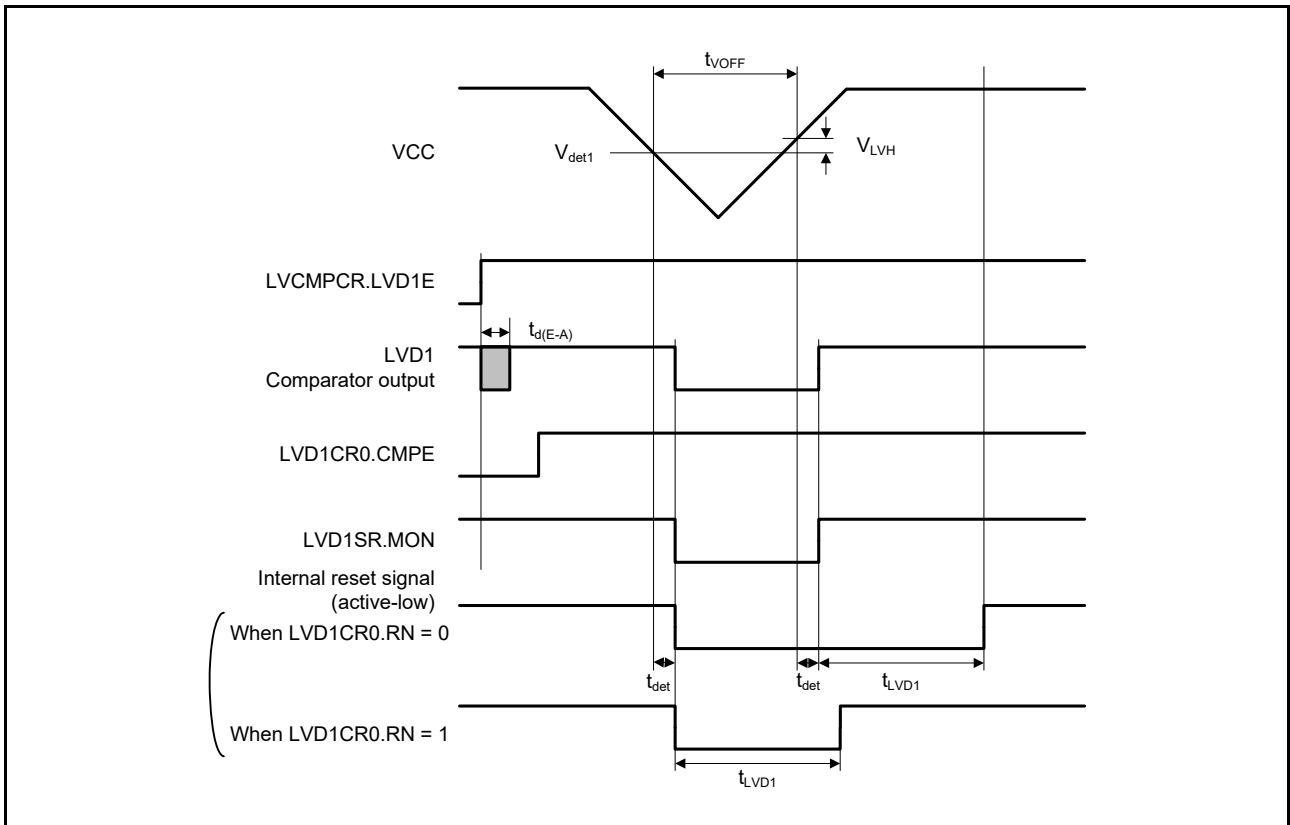 tVOFF
VCC
Vdet1
VLVH
LVCMPCR.LVD1E
td(E-A)
LVD1
Comparator output
LVD1CR0.CMPE
LVD1SR.MON
Internal reset signal
(active-low)
When LVD1CR0.RN = 0
tdet
tdet
tLVD1
When LVD1CR0.RN = 1
tLVD1